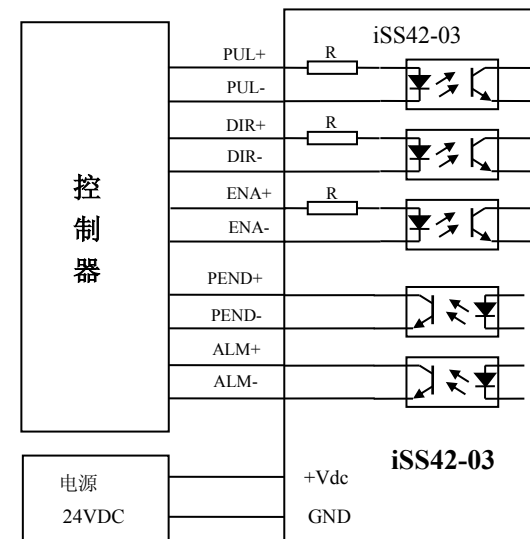 iSS42-03
PUL+
R
PUL-
DIR+
R
DIR-
控制器
ENA+
R
ENA-
PEND+
PEND-
ALM+
ALM-
iSS42-03
电源
24VDC
+Vdc
GND